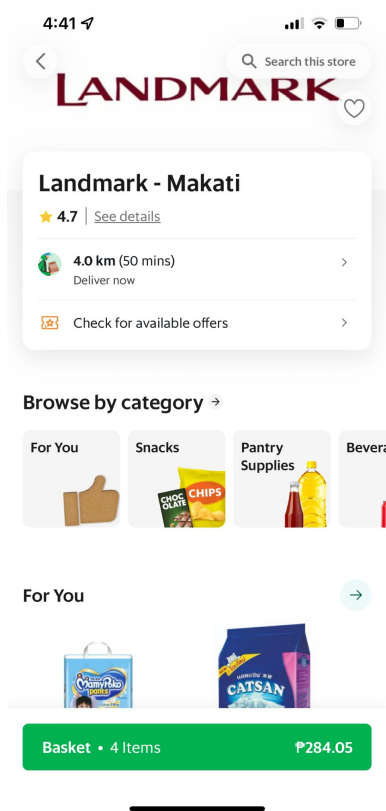 4:41
Search this store
LANDMARK
Landmark - Makati
4.7 See details
4.0 km (50 mins)
Deliver now
Check for available offers
Browse by category
For You
Snacks
Pantry
Supplies
Bevera
CHOC
OLATE
CHIPS
For You
MamyPoko
pants
CATSAN
Basket • 4 Items
₱284.05